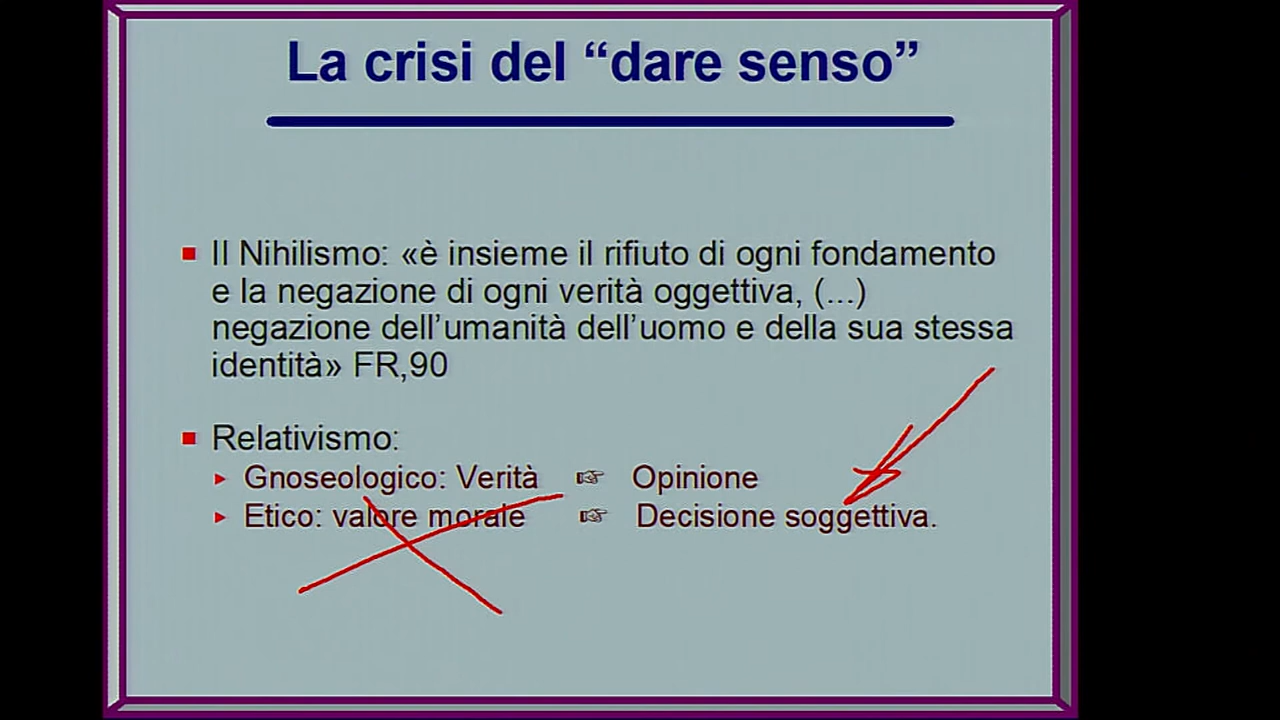 La crisi del “dare senso”
Il Nihilismo: «è insieme il rifiuto di ogni fondamento
e la negazione di ogni verità oggettiva, (...)
negazione dell’umanità dell’uomo e della sua stessa
identità» FR,90
Relativismo:
Gnoseologico: Verità ☞ Opinione
Etico: valore morale ☞ Decisione soggettiva.